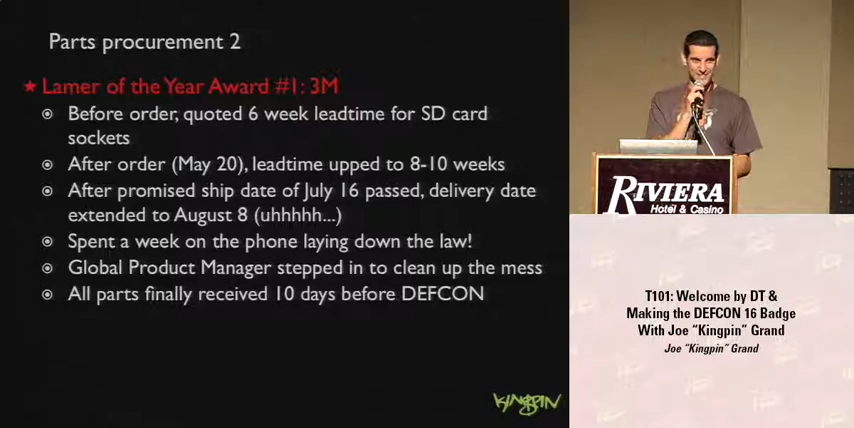 Parts procurement 2
★ Lamer of the Year Award #1: 3M
Before order, quoted 6 week leadtime for SD card
sockets
After order (May 20), leadtime upped to 8-10 weeks
After promised ship date of July 16 passed, delivery date
extended to August 8 (uhhhhh...)
Spent a week on the phone laying down the law!
Global Product Manager stepped in to clean up the mess
All parts finally received 10 days before DEFCON
KINGPIN
RIVIERA
Hotel & Casino
T101: Welcome by DT &
Making the DEFCON 16 Badge
With Joe “Kingpin” Grand
Joe “Kingpin” Grand